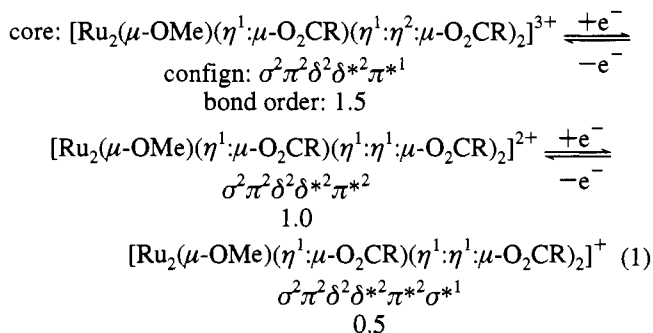 core: [Ru₂(μ-OMe)(η¹:μ-O₂CR)(η¹:η²:μ-O₂CR)₂]³⁺ +e⁻ ⇌ −e⁻
confign: σ²π²δ²δ*²π*¹
bond order: 1.5
[Ru₂(μ-OMe)(η¹:μ-O₂CR)(η¹:η¹:μ-O₂CR)₂]²⁺ +e⁻ ⇌ −e⁻
σ²π²δ²δ*²π*²
1.0
[Ru₂(μ-OMe)(η¹:μ-O₂CR)(η¹:η¹:μ-O₂CR)₂]⁺ (1)
σ²π²δ²δ*²π*²σ*¹
0.5